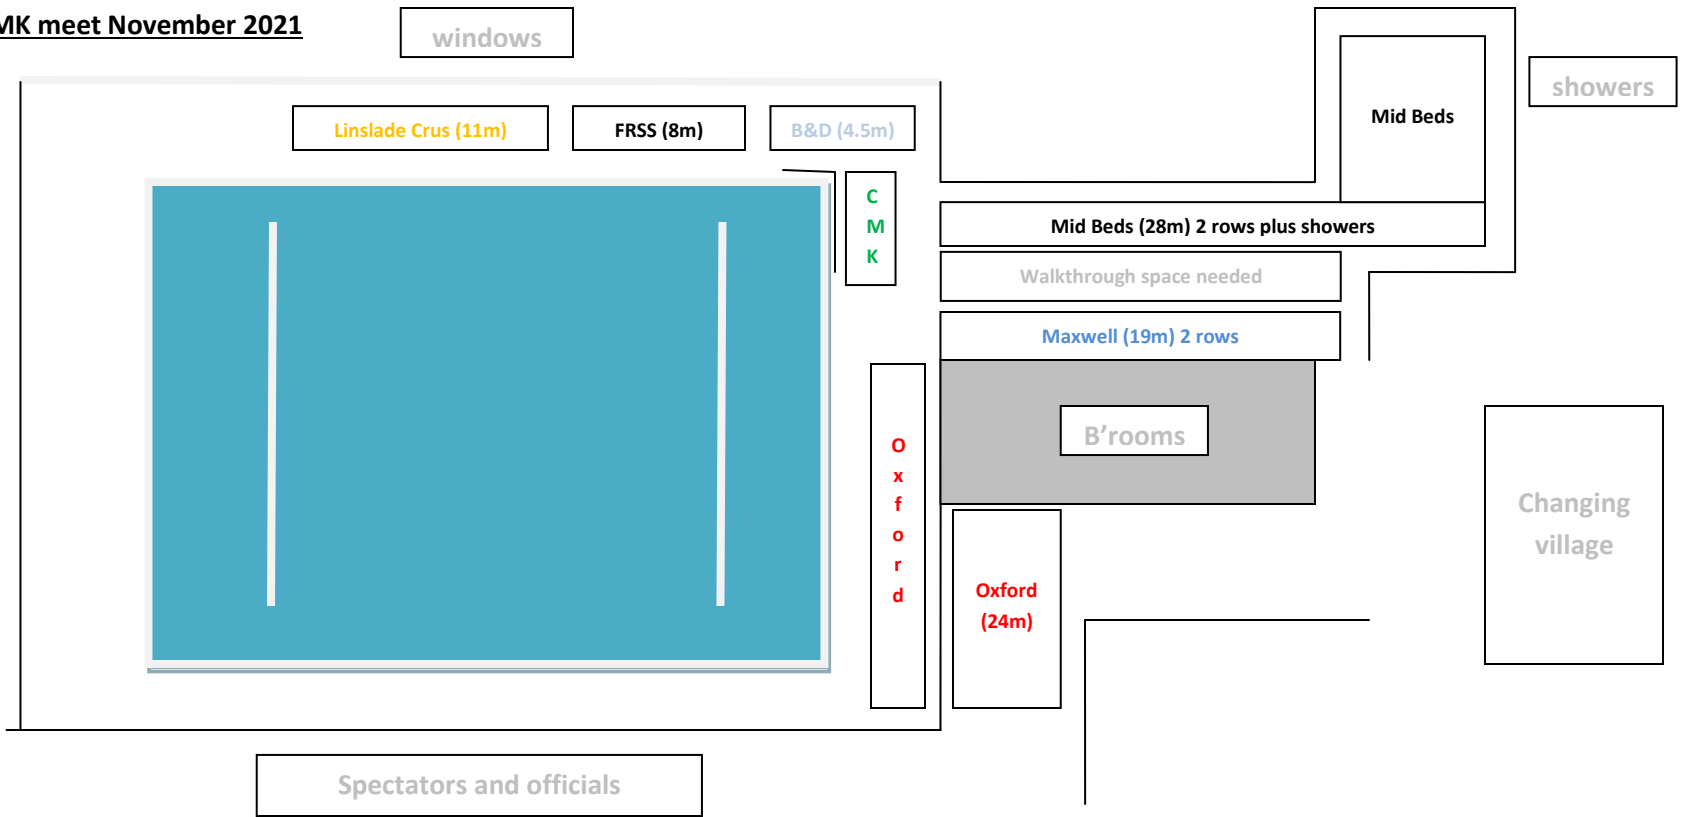 MK meet November 2021
windows
showers
Mid Beds
Linslade Crus (11m)
FRSS (8m)
B&D (4.5m)
C
M
K
Mid Beds (28m) 2 rows plus showers
Walkthrough space needed
Maxwell (19m) 2 rows
B’rooms
O
x
f
o
r
d
Oxford
(24m)
Changing
village
Spectators and officials